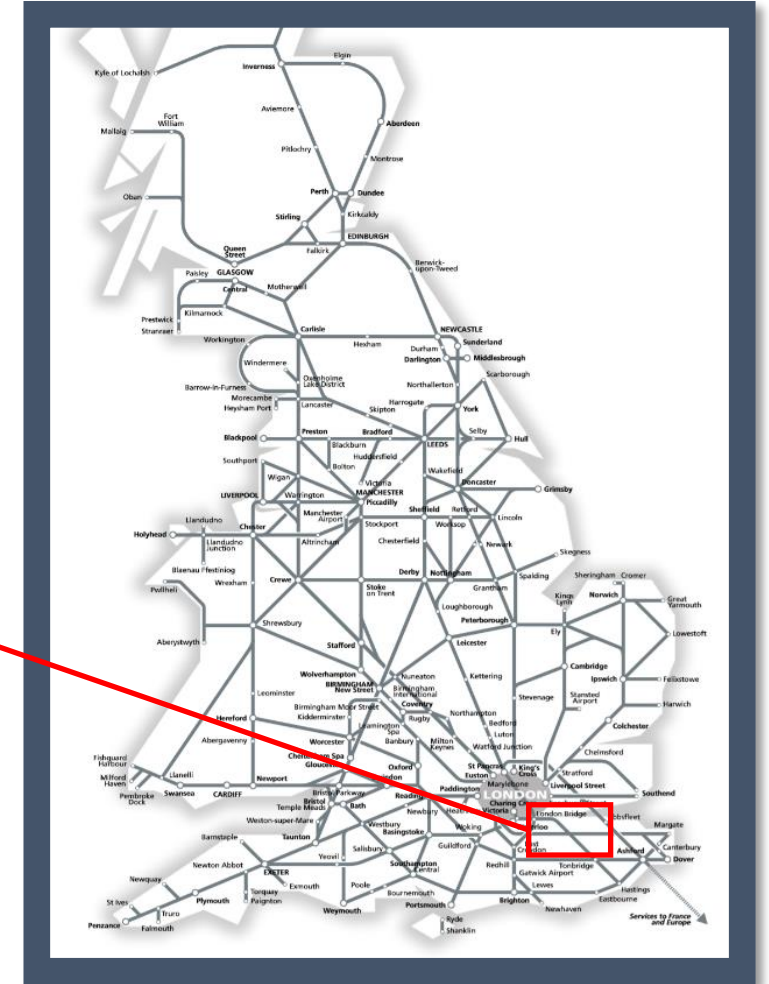 Elgin
Inverness
Kyle of Lochalsh
Aviemore
Fort
William
Aberdeen
Mallaig
Pitlochry
Montrose
Perth
Dundee
Oban
Kirkcaldy
Stirling
EDINBURGH
Queen
Street
Falkirk
Berwick-
upon-Tweed
Paisley
GLASGOW
Central
Motherwell
Kilmarnock
Prestwick
Stranraer
Carlisle
NEWCASTLE
Workington
Hexham
Sunderland
Durham
Darlington
Middlesbrough
Windermere
Scarborough
Oxenholme
Lake District
Barrow-in-Furness
Northallerton
Morecambe
Harrogate
Heysham Port
Lancaster
York
Skipton
Blackpool
Preston
Bradford
Selby
Hull
Blackburn
LEEDS
Huddersfield
Southport
Bolton
Wakefield
Wigan
Victoria
Doncaster
MANCHESTER
Piccadilly
Grimsby
LIVERPOOL
Warrington
Sheffield
Retford
Manchester
Airport
Lincoln
Llandudno
Stockport
Worksop
Chester
Holyhead
Llandudno
Junction
Altrincham
Chesterfield
Newark
Skegness
Blaenau Ffestiniog
Crewe
Derby
Nottingham
Spalding
Sheringham
Cromer
Wrexham
Stoke
on Trent
Pwllheli
Grantham
Kings
Lynn
Norwich
Great
Yarmouth
Loughborough
Shrewsbury
Peterborough
Ely
Lowestoft
Aberystwyth
Stafford
Leicester
Cambridge
Wolverhampton
Nuneaton
Kettering
Ipswich
Felixstowe
BIRMINGHAM
New Street
Birmingham
International
Leominster
Stevenage
Stansted
Airport
Birmingham Moor Street
Coventry
Harwich
Kidderminster
Rugby
Northampton
Hereford
Leamington
Spa
Bedford
Colchester
Abergavenny
Worcester
Banbury
Milton
Keynes
Luton
Watford Junction
Chelmsford
Cheltenham Spa
Fishguard
Harbour
Gloucester
Oxford
St Pancras
King's
Cross
Stratford
Llanelli
Euston
Milford
Haven
Newport
Marylebone
Liverpool Street
Pembroke
Dock
Swansea
CARDIFF
Bristol Parkway
Reading
Paddington
LONDON
Southend
Bristol
Temple Meads
Bath
Newbury
Charing
London Bridge
Weston-super-Mare
Margate
Barnstaple
Westbury
Basingstoke
Woking
Victoria
Taunton
Guildford
Canterbury
Salisbury
Ashford
Yeovil
Dover
Newton Abbot
Southampton
Central
Redhill
Tonbridge
EXETER
Gatwick Airport
Newquay
Exmouth
Poole
Lewes
Hastings
Torquay
Bournemouth
Eastbourne
St Ives
Plymouth
Paignton
Portsmouth
Brighton
Weymouth
Newhaven
Truro
Ryde
Services to France
and Europe
Penzance
Falmouth
Shanklin